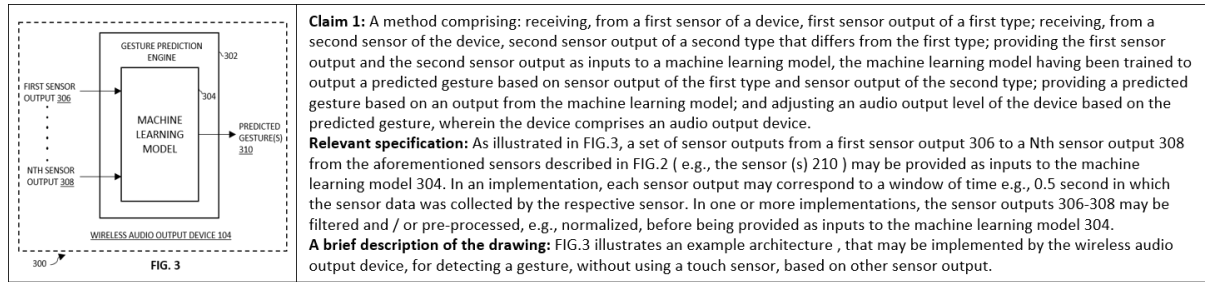 GESTURE PREDICTION
ENGINE
302
FIRST SENSOR
OUTPUT 306
304
MACHINE
LEARNING
MODEL
PREDICTED
GESTURE(S)
310
NTH SENSOR
OUTPUT 308
WIRELESS AUDIO OUTPUT DEVICE 104
300
FIG. 3
Claim 1: A method comprising: receiving, from a first sensor of a device, first sensor output of a first type; receiving, from a
second sensor of the device, second sensor output of a second type that differs from the first type; providing the first sensor
output and the second sensor output as inputs to a machine learning model, the machine learning model having been trained to
output a predicted gesture based on sensor output of the first type and sensor output of the second type; providing a predicted
gesture based on an output from the machine learning model; and adjusting an audio output level of the device based on the
predicted gesture, wherein the device comprises an audio output device.
Relevant specification: As illustrated in FIG.3, a set of sensor outputs from a first sensor output 306 to a Nth sensor output 308
from the aforementioned sensors described in FIG.2 ( e.g., the sensor (s) 210 ) may be provided as inputs to the machine
learning model 304. In an implementation, each sensor output may correspond to a window of time e.g., 0.5 second in which
the sensor data was collected by the respective sensor. In one or more implementations, the sensor outputs 306-308 may be
filtered and / or pre-processed, e.g., normalized, before being provided as inputs to the machine learning model 304.
A brief description of the drawing: FIG.3 illustrates an example architecture , that may be implemented by the wireless audio
output device, for detecting a gesture, without using a touch sensor, based on other sensor output.